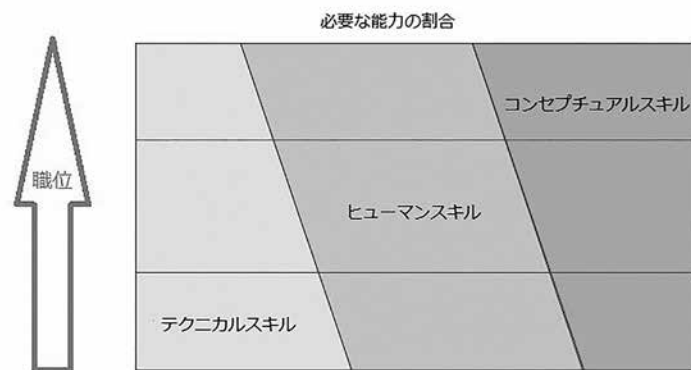 必要な能力の割合
コンセプチュアルスキル
職位
ヒューマンスキル
テクニカルスキル